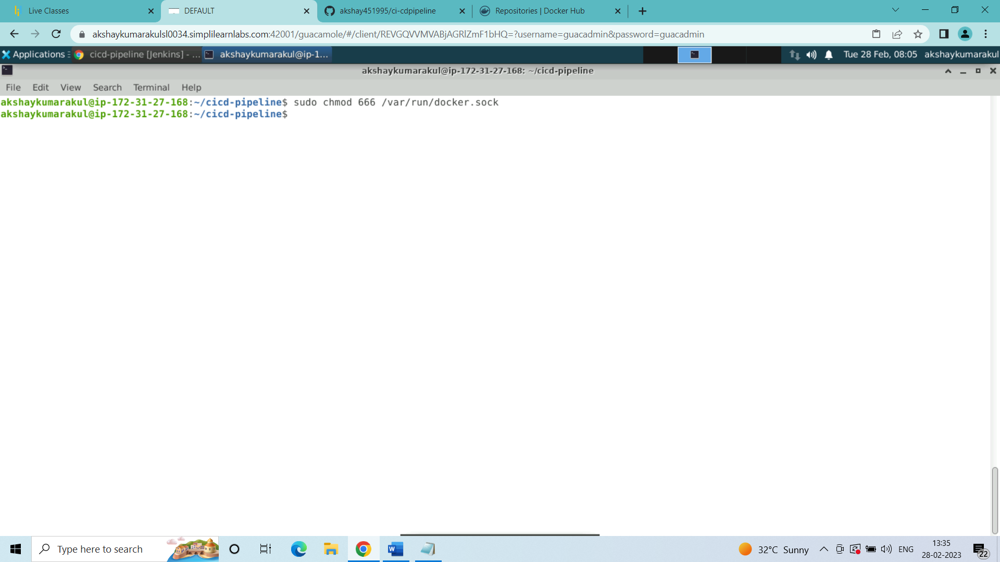 Live Classes
DEFAULT
akshay451995/ci-cdpipeline
Repositories | Docker Hub
akshaykumarakulsl0034.simplilearnlabs.com:42001/guacamole/#/client/REVGQVVMVABjAGRlZmF1bHQ=?username=guacadmin&password=guacadmin
Applications
cicd-pipeline [Jenkins] - ...
akshaykumarakul@ip-1...
Tue 28 Feb, 08:05
akshaykumarakul
akshaykumarakul@ip-172-31-27-168: ~/cicd-pipeline
File Edit View Search Terminal Help
akshaykumarakul@ip-172-31-27-168:~/cicd-pipeline$ sudo chmod 666 /var/run/docker.sock
akshaykumarakul@ip-172-31-27-168:~/cicd-pipeline$
Type here to search
32°C Sunny
ENG
13:35
28-02-2023
22